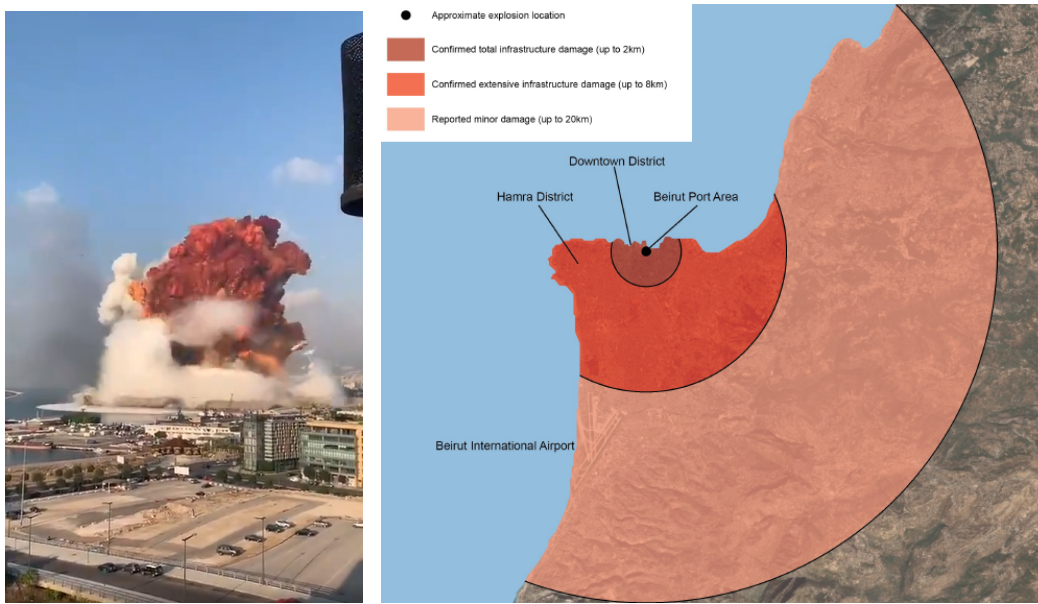 Approximate explosion location
Confirmed total infrastructure damage (up to 2km)
Confirmed extensive infrastructure damage (up to 8km)
Reported minor damage (up to 20km)
Downtown District
Hamra District
Beirut Port Area
Beirut International Airport